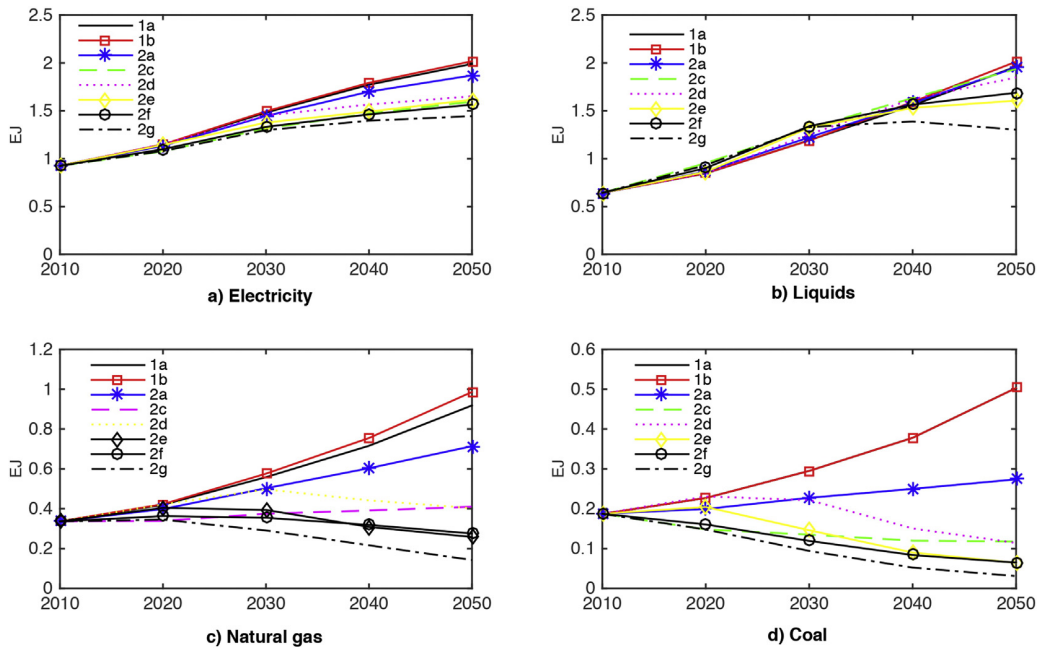 2.5
2
1.5
1
0.5
0
EJ
1a
1b
2a
2c
2d
2e
2f
2g
2010 2020 2030 2040 2050
a) Electricity
2.5
2
1.5
1
0.5
0
EJ
1a
1b
2a
2c
2d
2e
2f
2g
2010 2020 2030 2040 2050
b) Liquids
1.2
1
0.8
0.6
0.4
0.2
0
EJ
1a
1b
2a
2c
2d
2e
2f
2g
2010 2020 2030 2040 2050
c) Natural gas
0.6
0.5
0.4
0.3
0.2
0.1
0
EJ
1a
1b
2a
2c
2d
2e
2f
2g
2010 2020 2030 2040 2050
d) Coal